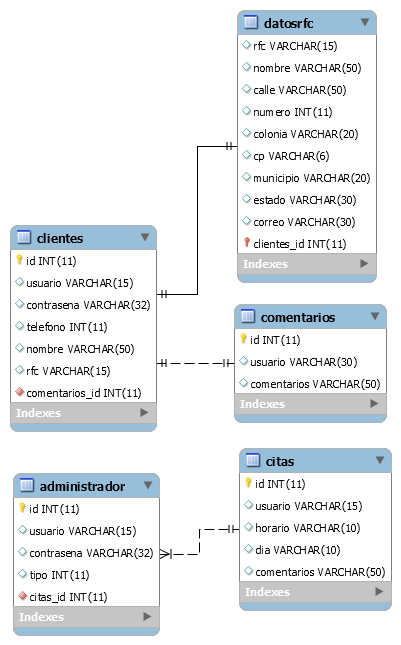 datosrfc
rfc VARCHAR(15)
nombre VARCHAR(50)
calle VARCHAR(50)
numero INT(11)
colonia VARCHAR(20)
cp VARCHAR(6)
municipio VARCHAR(20)
estado VARCHAR(30)
correo VARCHAR(30)
clientes_id INT(11)
Indexes
clientes
id INT(11)
usuario VARCHAR(15)
contrasena VARCHAR(32)
telefono INT(11)
nombre VARCHAR(50)
rfc VARCHAR(15)
comentarios_id INT(11)
Indexes
comentarios
id INT(11)
usuario VARCHAR(30)
comentarios VARCHAR(50)
Indexes
administrador
id INT(11)
usuario VARCHAR(15)
contrasena VARCHAR(32)
tipo INT(11)
citas_id INT(11)
Indexes
citas
id INT(11)
usuario VARCHAR(15)
horario VARCHAR(10)
dia VARCHAR(10)
comentarios VARCHAR(50)
Indexes